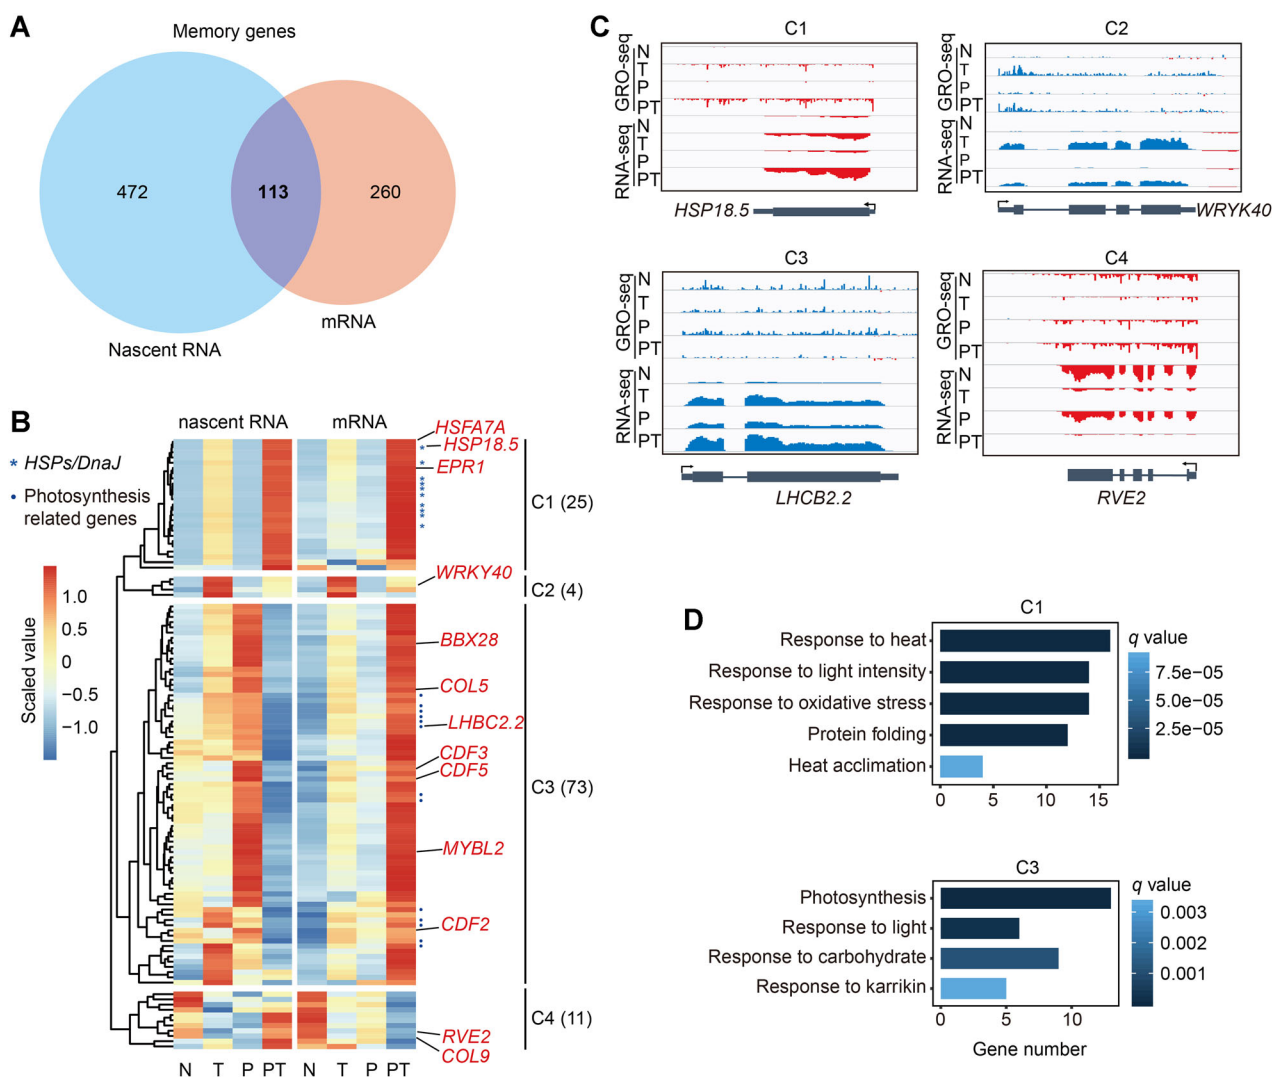 A
Memory genes
472
113
260
mRNA
Nascent RNA
B
nascent RNA
mRNA
* HSPs/DnaJ
• Photosynthesis
related genes
Scaled value
1.0
0.5
0
−0.5
−1.0
HSFA7A
HSP18.5
EPR1
C1 (25)
WRKY40
C2 (4)
BBX28
COL5
LHBC2.2
CDF3
CDF5
C3 (73)
MYBL2
CDF2
C4 (11)
RVE2
COL9
N T P PT N T P PT
C
C1
GRO-seq
N
T
P
PT
RNA-seq
N
T
P
PT
HSP18.5
C2
GRO-seq
N
T
P
PT
RNA-seq
N
T
P
PT
WRYK40
C3
GRO-seq
N
T
P
PT
RNA-seq
N
T
P
PT
LHCB2.2
C4
GRO-seq
N
T
P
PT
RNA-seq
N
T
P
PT
RVE2
D
C1
Response to heat
Response to light intensity
Response to oxidative stress
Protein folding
Heat acclimation
0 5 10 15
q value
7.5e−05
5.0e−05
2.5e−05
C3
Photosynthesis
Response to light
Response to carbohydrate
Response to karrikin
0 5 10
Gene number
q value
0.003
0.002
0.001